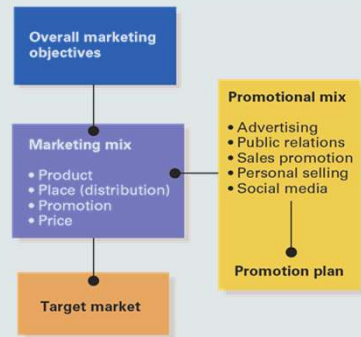 Overall marketing
objectives
Marketing mix
• Product
• Place (distribution)
• Promotion
• Price
Target market
Promotional mix
• Advertising
• Public relations
• Sales promotion
• Personal selling
• Social media
Promotion plan